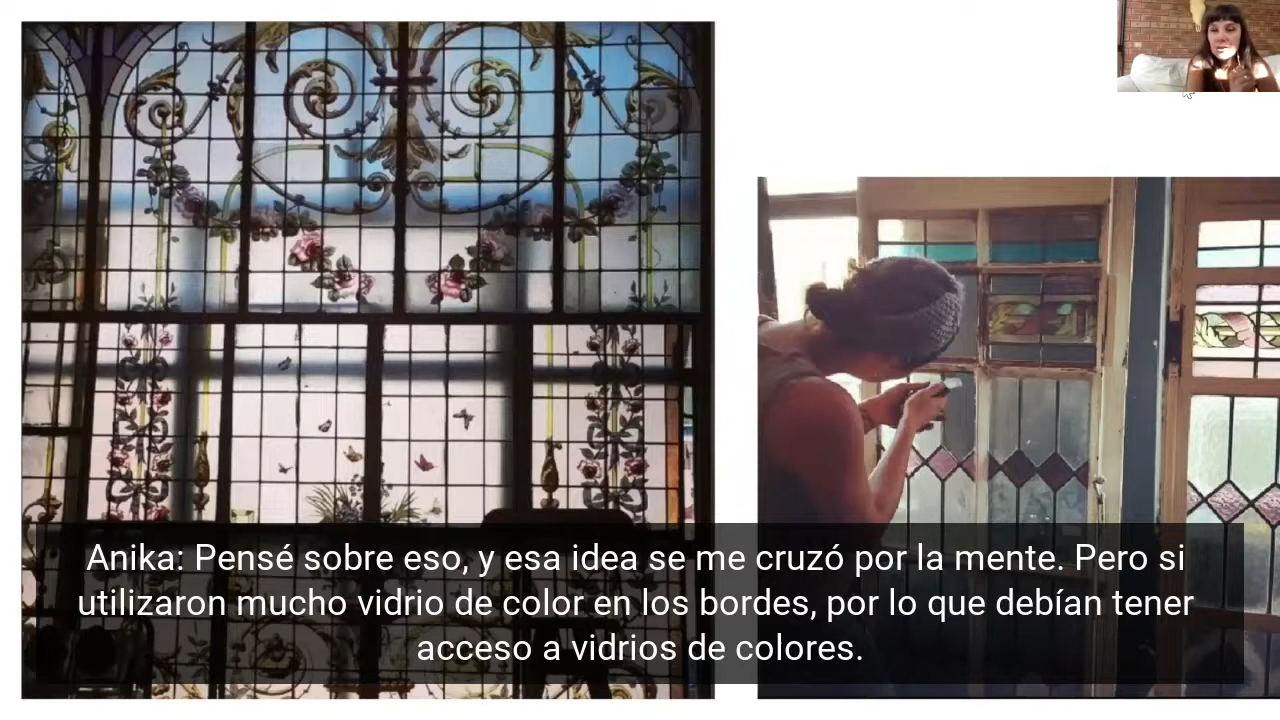 Anika: Pensé sobre eso, y esa idea se me cruzó por la mente. Pero si
utilizaron mucho vidrio de color en los bordes, por lo que debían tener
acceso a vidrios de colores.